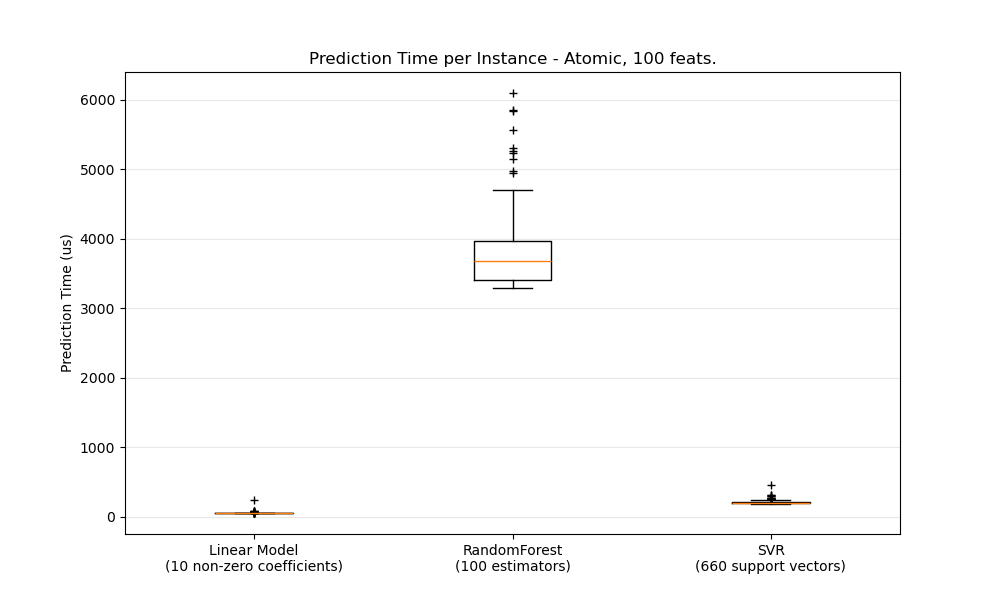 Prediction Time per Instance - Atomic, 100 feats.
Prediction Time (us)
6000
5000
4000
3000
2000
1000
0
Linear Model
(10 non-zero coefficients)
RandomForest
(100 estimators)
SVR
(660 support vectors)